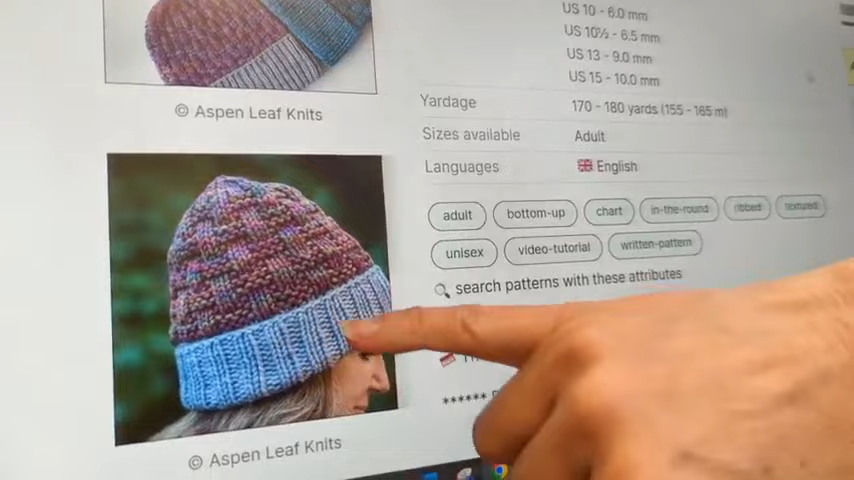 © Aspen Leaf Knits
© Aspen Leaf Knits
US 10 - 6.0 mm
US 10½ - 6.5 mm
US 13 - 9.0 mm
US 15 - 10.0 mm
Yardage 170 - 180 yards (155 - 165 m)
Sizes available Adult
Languages English
adult bottom-up chart in-the-round ribbed textured
unisex video-tutorial written-pattern
search patterns with these attributes
******